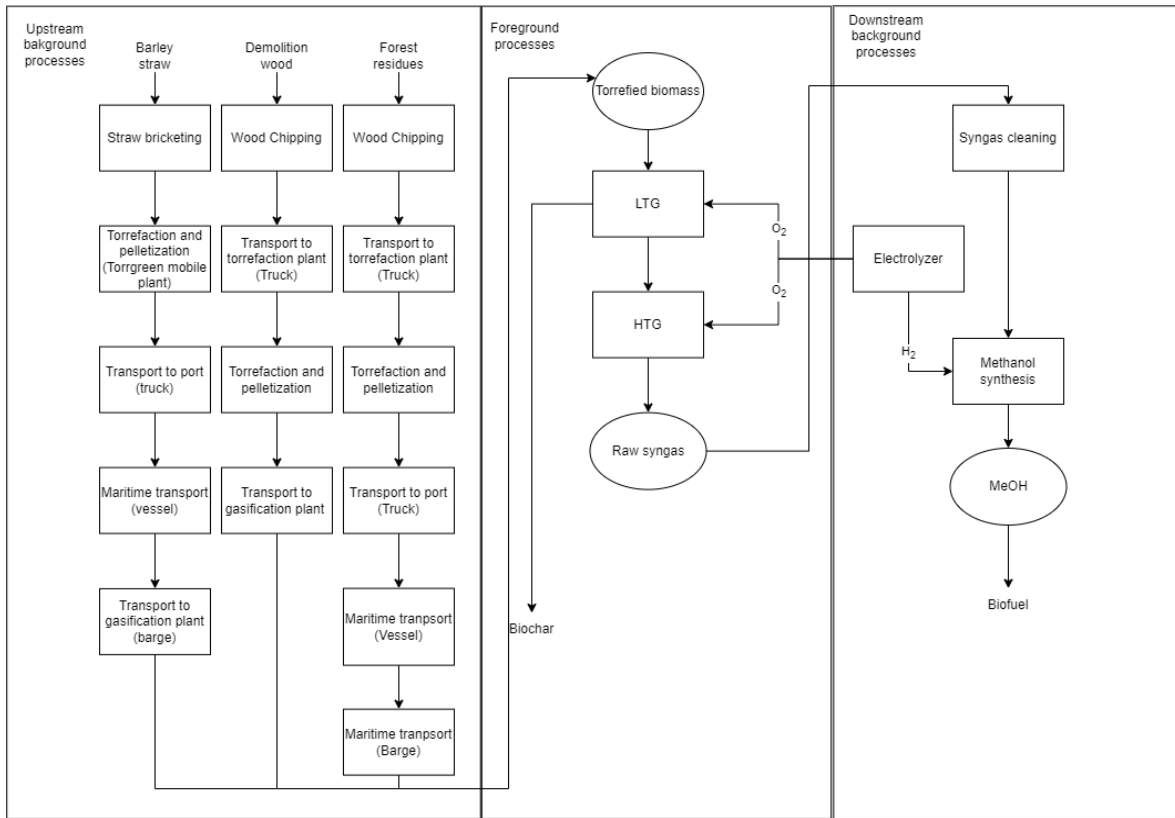 Upstream
bakground
processes
Barley
straw
Demolition
wood
Forest
residues
Straw bricketing
Wood Chipping
Wood Chipping
Torrefaction and
pelletization
(Torrgreen mobile
plant)
Transport to
torrefaction plant
(Truck)
Transport to
torrefaction plant
(Truck)
Transport to port
(truck)
Torrefaction and
pelletization
Torrefaction and
pelletization
Maritime transport
(vessel)
Transport to
gasification plant
Transport to port
(Truck)
Transport to
gasification plant
(barge)
Maritime tranpsort
(Vessel)
Maritime tranpsort
(Barge)
Foreground
processes
Torrefied biomass
LTG
O2
O2
HTG
Raw syngas
Biochar
Downstream
background
processes
Syngas cleaning
Electrolyzer
H2
Methanol
synthesis
MeOH
Biofuel